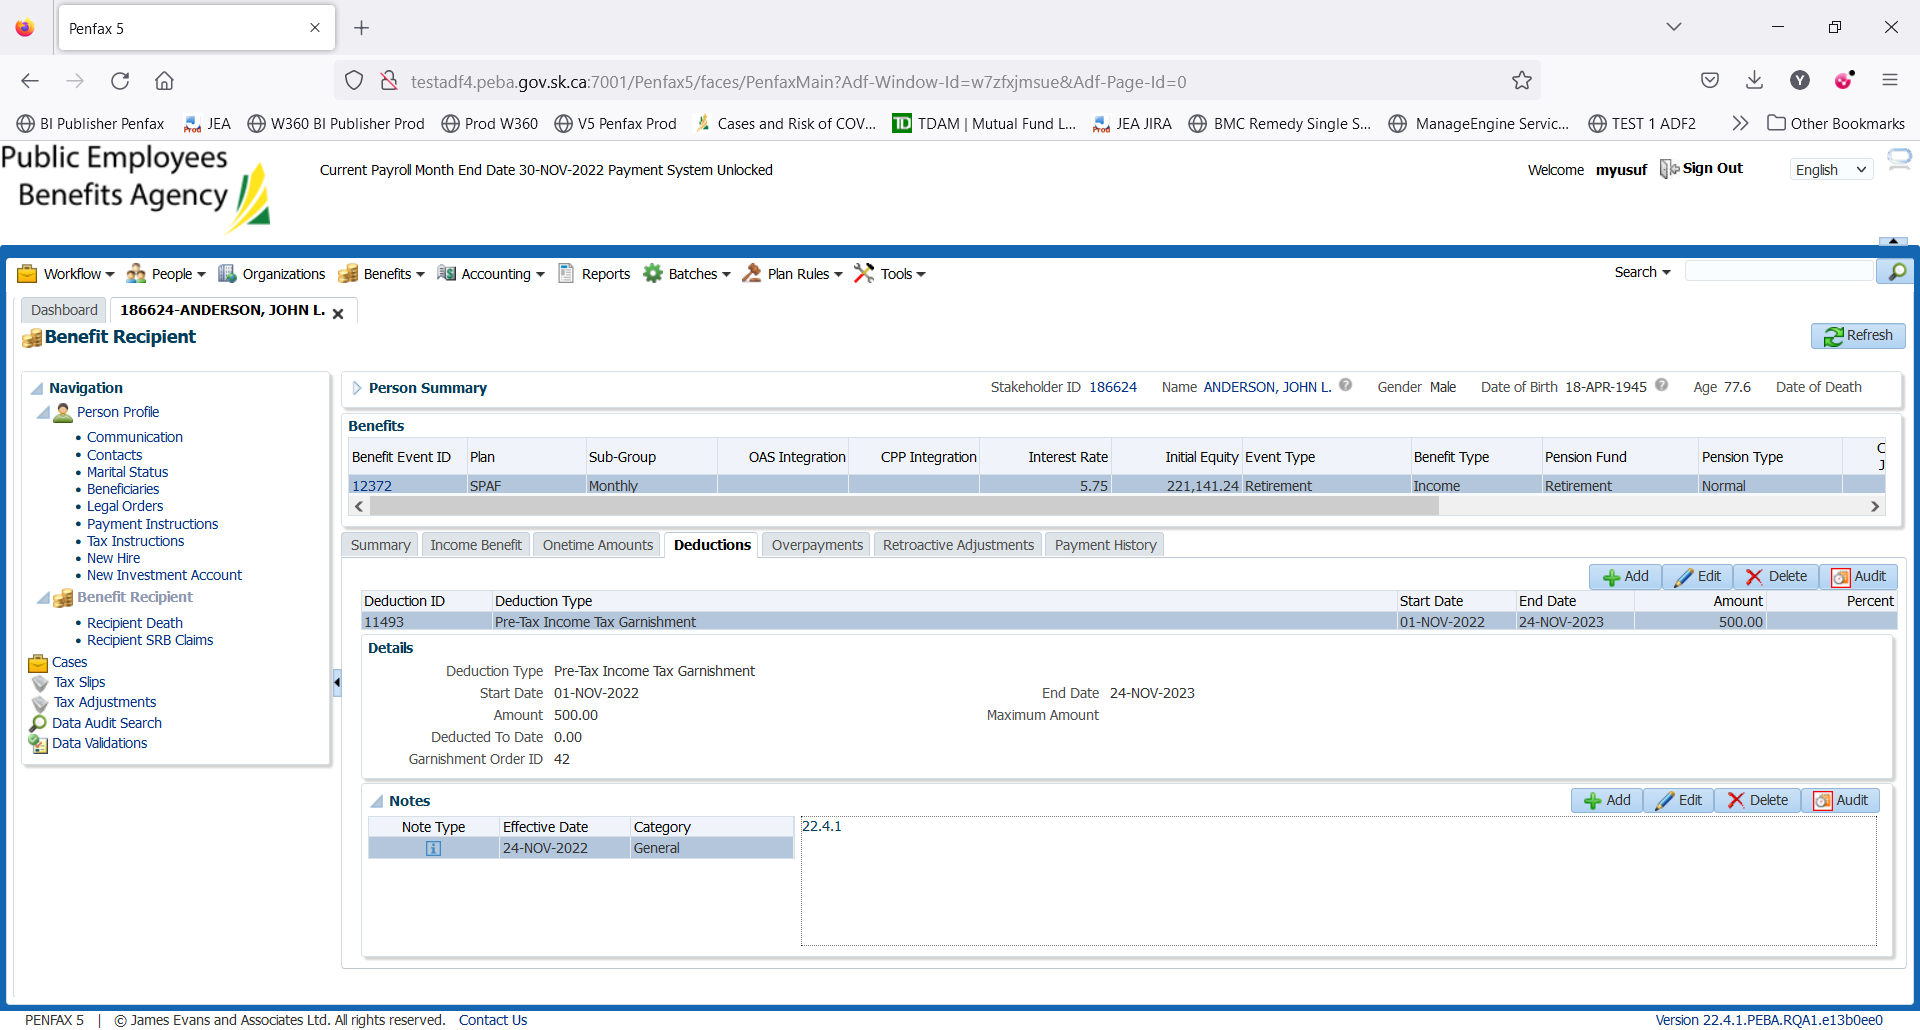 Penfax 5
testadf4.peba.gov.sk.ca:7001/Penfax5/faces/PenfaxMain?Adf-Window-Id=w7zfxjmsue&Adf-Page-Id=0
Y
BI Publisher Penfax JEA W360 BI Publisher Prod Prod W360 V5 Penfax Prod Cases and Risk of COV... TD TDAM | Mutual Fund L... JEA JIRA BMC Remedy Single S... ManageEngine Servic... TEST 1 ADF2 Other Bookmarks
Public Employees
Benefits Agency
Current Payroll Month End Date 30-NOV-2022 Payment System Unlocked
Welcome myusuf Sign Out English
Workflow People Organizations Benefits Accounting Reports Batches Plan Rules Tools Search
Dashboard 186624-ANDERSON, JOHN L.
Benefit Recipient
Refresh
Navigation
Person Profile
Communication
Contacts
Marital Status
Beneficiaries
Legal Orders
Payment Instructions
Tax Instructions
New Hire
New Investment Account
Benefit Recipient
Recipient Death
Recipient SRB Claims
Cases
Tax Slips
Tax Adjustments
Data Audit Search
Data Validations
Person Summary Stakeholder ID 186624 Name ANDERSON, JOHN L. Gender Male Date of Birth 18-APR-1945 Age 77.6 Date of Death
Benefits
Benefit Event ID Plan Sub-Group OAS Integration CPP Integration Interest Rate Initial Equity Event Type Benefit Type Pension Fund Pension Type C J
12372 SPAF Monthly 5.75 221,141.24 Retirement Income Retirement Normal
Summary Income Benefit Onetime Amounts Deductions Overpayments Retroactive Adjustments Payment History
Add Edit Delete Audit
Deduction ID Deduction Type Start Date End Date Amount Percent
11493 Pre-Tax Income Tax Garnishment 01-NOV-2022 24-NOV-2023 500.00
Details
Deduction Type Pre-Tax Income Tax Garnishment
Start Date 01-NOV-2022 End Date 24-NOV-2023
Amount 500.00 Maximum Amount
Deducted To Date 0.00
Garnishment Order ID 42
Notes
Add Edit Delete Audit
Note Type Effective Date Category
24-NOV-2022 General
22.4.1
PENFAX 5 | © James Evans and Associates Ltd. All rights reserved. Contact Us
Version 22.4.1.PEBA.RQA1.e13b0ee0